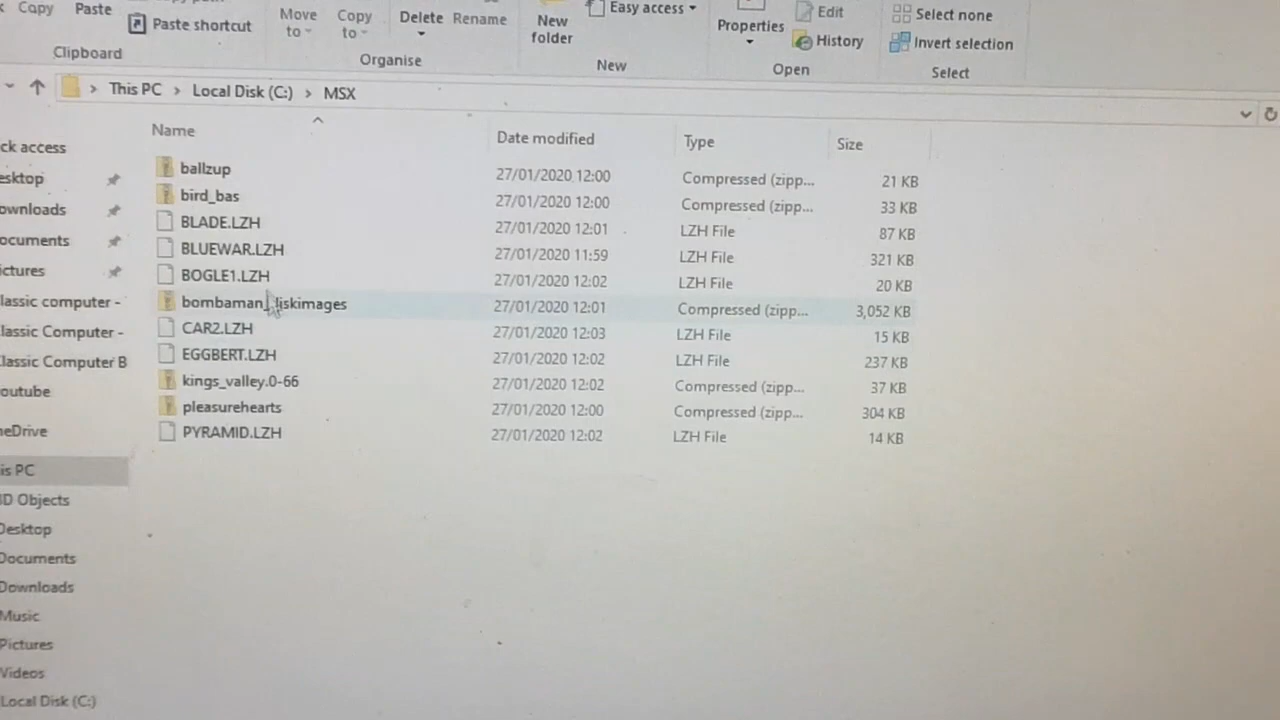 Copy Paste
Paste shortcut
Clipboard
Move to
Copy to
Delete
Rename
Organise
New folder
Easy access
New
Properties
Edit
History
Open
Select none
Invert selection
Select
This PC > Local Disk (C:) > MSX
Name Date modified Type Size
ballzup 27/01/2020 12:00 Compressed (zipp... 21 KB
bird_bas 27/01/2020 12:00 Compressed (zipp... 33 KB
BLADE.LZH 27/01/2020 12:01 LZH File 87 KB
BLUEWAR.LZH 27/01/2020 11:59 LZH File 321 KB
BOGLE1.LZH 27/01/2020 12:02 LZH File 20 KB
bombaman_ iskimages 27/01/2020 12:01 Compressed (zipp... 3,052 KB
CAR2.LZH 27/01/2020 12:03 LZH File 15 KB
EGGBERT.LZH 27/01/2020 12:02 LZH File 237 KB
kings_valley.0-66 27/01/2020 12:02 Compressed (zipp... 37 KB
pleasurehearts 27/01/2020 12:00 Compressed (zipp... 304 KB
PYRAMID.LZH 27/01/2020 12:02 LZH File 14 KB
ck access
esktop
ownloads
ocuments
ictures
lassic computer -
lassic Computer -
lassic Computer B
outube
neDrive
is PC
D Objects
Desktop
Documents
Downloads
Music
Pictures
Videos
Local Disk (C:)